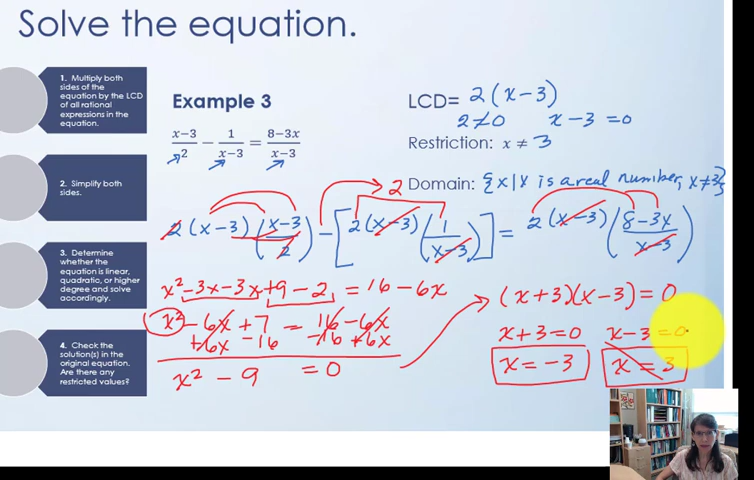 Solve the equation.
1. Multiply both
sides of the
equation by the LCD
of all rational
expressions in the
equation.
2. Simplify both
sides.
3. Determine
whether the
equation is linear,
quadratic, or higher
degree and solve
accordingly.
4. Check the
solution(s) in the
original equation.
Are there any
restricted values?
Example 3
(x−3)/2 − 1/(x−3) = (8−3x)/(x−3)
LCD= 2(x−3)
2≠0 x−3=0
Restriction: x ≠ 3
Domain: {x|x is a real number, x≠3}
2
2(x−3)((x−3)/2) − [2(x−3)(1/(x−3))] = 2(x−3)((8−3x)/(x−3))
x²−3x−3x+9−2 = 16−6x
x²−6x+7 = 16−6x
+6x −16 −16 +6x
x² − 9 = 0
(x+3)(x−3)=0
x+3=0 x−3=0
x=−3 x=3